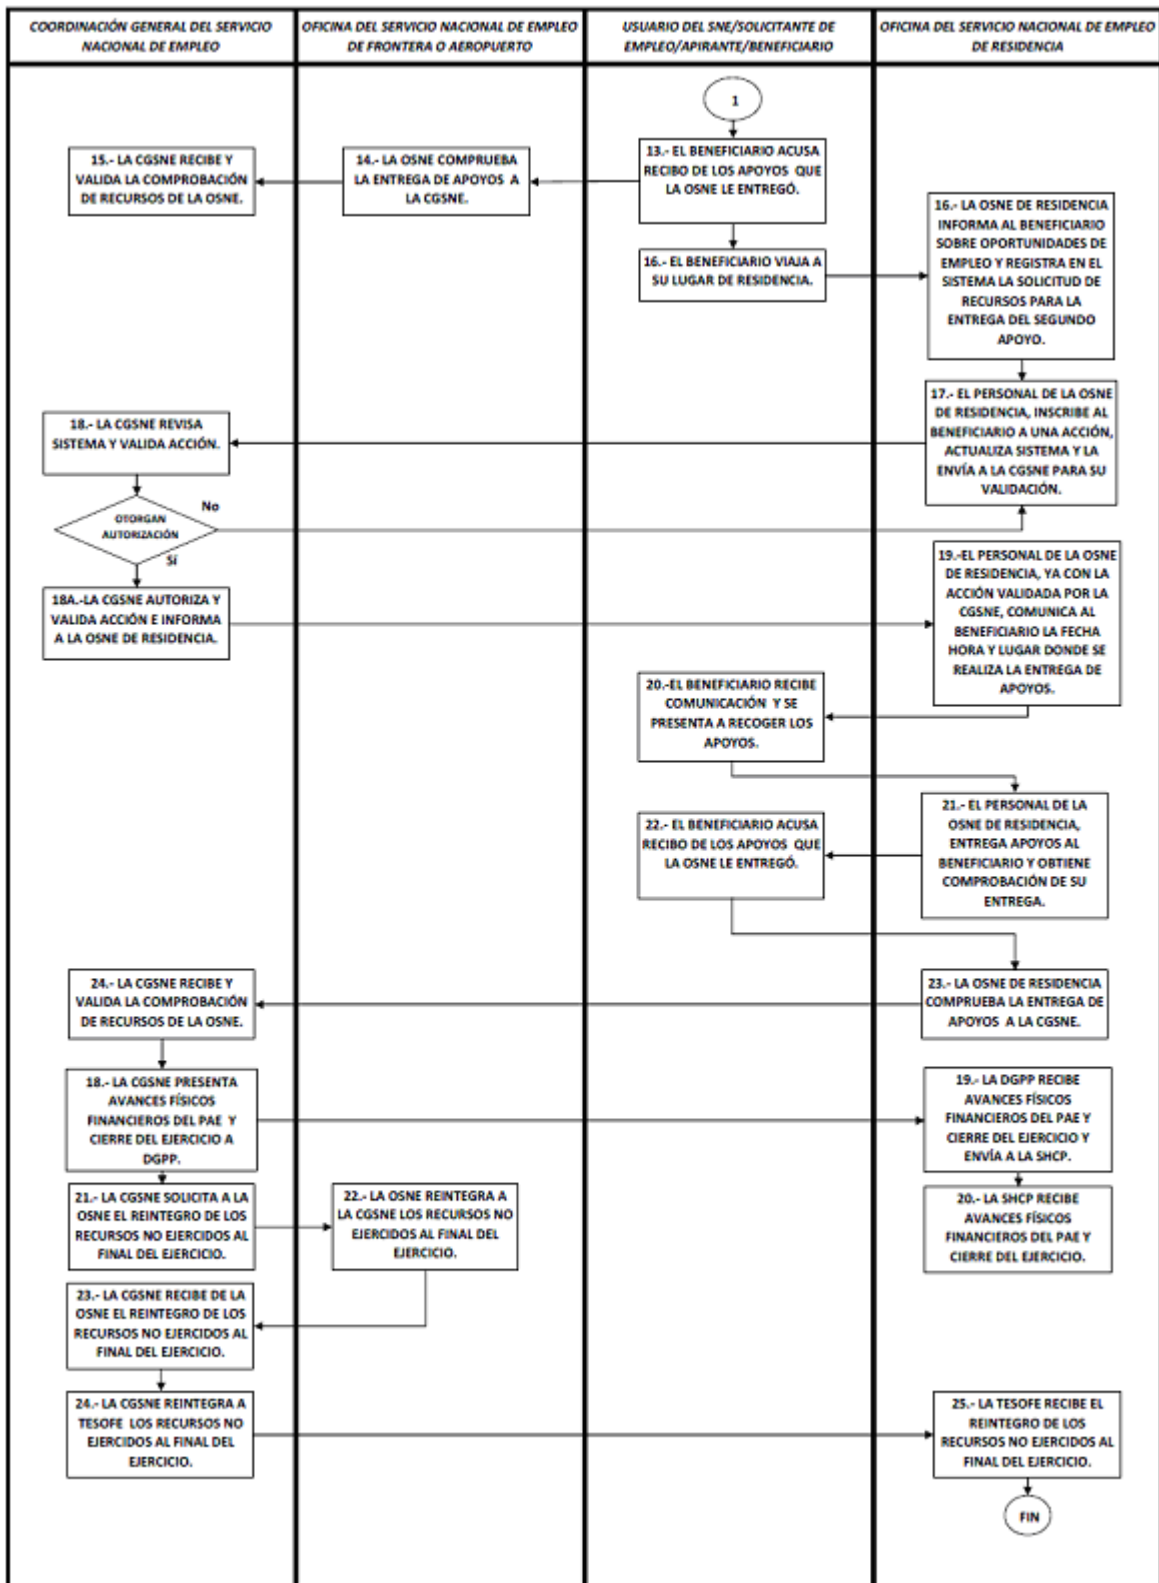 COORDINACIÓN GENERAL DEL SERVICIO
NACIONAL DE EMPLEO
OFICINA DEL SERVICIO NACIONAL DE EMPLEO
DE FRONTERA O AEROPUERTO
USUARIO DEL SNE/SOLICITANTE DE
EMPLEO/APIRANTE/BENEFICIARIO
OFICINA DEL SERVICIO NACIONAL DE EMPLEO
DE RESIDENCIA
1
13.- EL BENEFICIARIO ACUSA
RECIBO DE LOS APOYOS QUE
LA OSNE LE ENTREGÓ.
14.- LA OSNE COMPRUEBA
LA ENTREGA DE APOYOS A
LA CGSNE.
15.- LA CGSNE RECIBE Y
VALIDA LA COMPROBACIÓN
DE RECURSOS DE LA OSNE.
16.- EL BENEFICIARIO VIAJA A
SU LUGAR DE RESIDENCIA.
16.- LA OSNE DE RESIDENCIA
INFORMA AL BENEFICIARIO
SOBRE OPORTUNIDADES DE
EMPLEO Y REGISTRA EN EL
SISTEMA LA SOLICITUD DE
RECURSOS PARA LA
ENTREGA DEL SEGUNDO
APOYO.
17.- EL PERSONAL DE LA OSNE
DE RESIDENCIA, INSCRIBE AL
BENEFICIARIO A UNA ACCIÓN,
ACTUALIZA SISTEMA Y LA
ENVÍA A LA CGSNE PARA SU
VALIDACIÓN.
18.- LA CGSNE REVISA
SISTEMA Y VALIDA ACCIÓN.
OTORGAN
AUTORIZACIÓN
No
Sí
18A.-LA CGSNE AUTORIZA Y
VALIDA ACCIÓN E INFORMA
A LA OSNE DE RESIDENCIA.
19.-EL PERSONAL DE LA OSNE
DE RESIDENCIA, YA CON LA
ACCIÓN VALIDADA POR LA
CGSNE, COMUNICA AL
BENEFICIARIO LA FECHA
HORA Y LUGAR DONDE SE
REALIZA LA ENTREGA DE
APOYOS.
20.-EL BENEFICIARIO RECIBE
COMUNICACIÓN Y SE
PRESENTA A RECOGER LOS
APOYOS.
21.- EL PERSONAL DE LA
OSNE DE RESIDENCIA,
ENTREGA APOYOS AL
BENEFICIARIO Y OBTIENE
COMPROBACIÓN DE SU
ENTREGA.
22.- EL BENEFICIARIO ACUSA
RECIBO DE LOS APOYOS QUE
LA OSNE LE ENTREGÓ.
23.- LA OSNE DE RESIDENCIA
COMPRUEBA LA ENTREGA DE
APOYOS A LA CGSNE.
24.- LA CGSNE RECIBE Y
VALIDA LA COMPROBACIÓN
DE RECURSOS DE LA OSNE.
18.- LA CGSNE PRESENTA
AVANCES FÍSICOS
FINANCIEROS DEL PAE Y
CIERRE DEL EJERCICIO A
DGPP.
19.- LA DGPP RECIBE
AVANCES FÍSICOS
FINANCIEROS DEL PAE Y
CIERRE DEL EJERCICIO Y
ENVÍA A LA SHCP.
20.- LA SHCP RECIBE
AVANCES FÍSICOS
FINANCIEROS DEL PAE Y
CIERRE DEL EJERCICIO.
21.- LA CGSNE SOLICITA A LA
OSNE EL REINTEGRO DE LOS
RECURSOS NO EJERCIDOS AL
FINAL DEL EJERCICIO.
22.- LA OSNE REINTEGRA A
LA CGSNE LOS RECURSOS NO
EJERCIDOS AL FINAL DEL
EJERCICIO.
23.- LA CGSNE RECIBE DE LA
OSNE EL REINTEGRO DE LOS
RECURSOS NO EJERCIDOS AL
FINAL DEL EJERCICIO.
24.- LA CGSNE REINTEGRA A
TESOFE LOS RECURSOS NO
EJERCIDOS AL FINAL DEL
EJERCICIO.
25.- LA TESOFE RECIBE EL
REINTEGRO DE LOS
RECURSOS NO EJERCIDOS AL
FINAL DEL EJERCICIO.
FIN